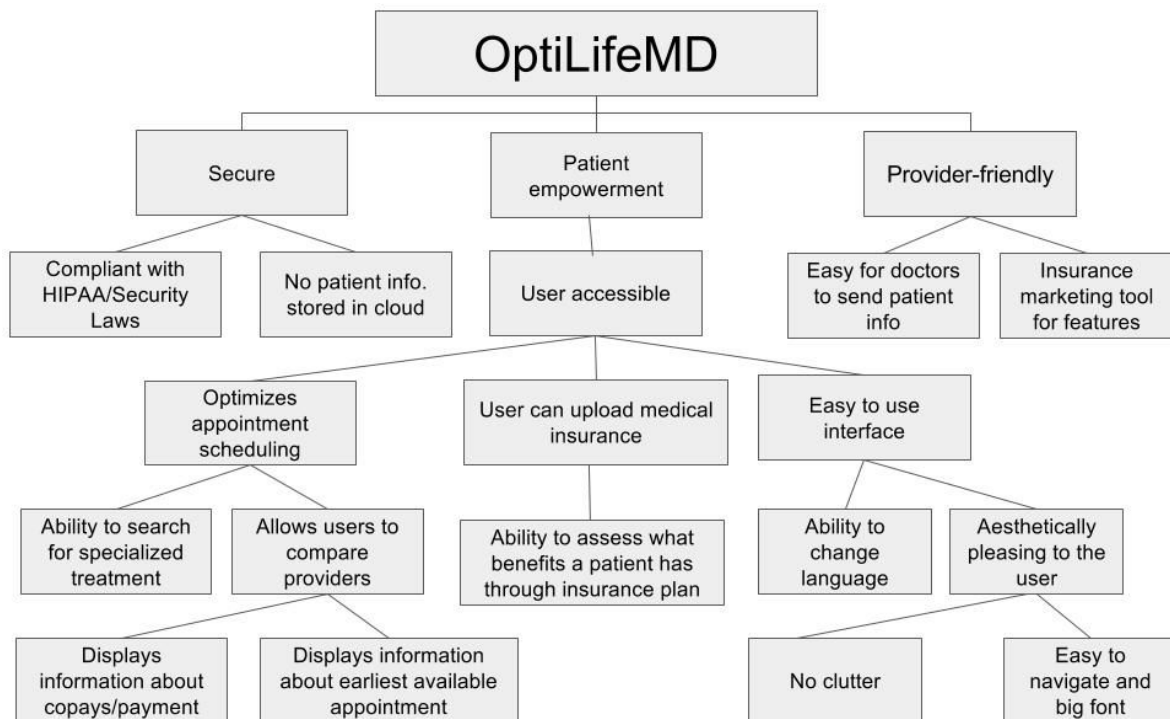 OptiLifeMD
Secure
Patient
empowerment
Provider-friendly
Compliant with
HIPAA/Security
Laws
No patient info.
stored in cloud
User accessible
Easy for doctors
to send patient
info
Insurance
marketing tool
for features
Optimizes
appointment
scheduling
User can upload medical
insurance
Easy to use
interface
Ability to search
for specialized
treatment
Allows users to
compare
providers
Ability to assess what
benefits a patient has
through insurance plan
Ability to
change
language
Aesthetically
pleasing to the
user
Displays
information about
copays/payment
Displays information
about earliest available
appointment
No clutter
Easy to
navigate and
big font